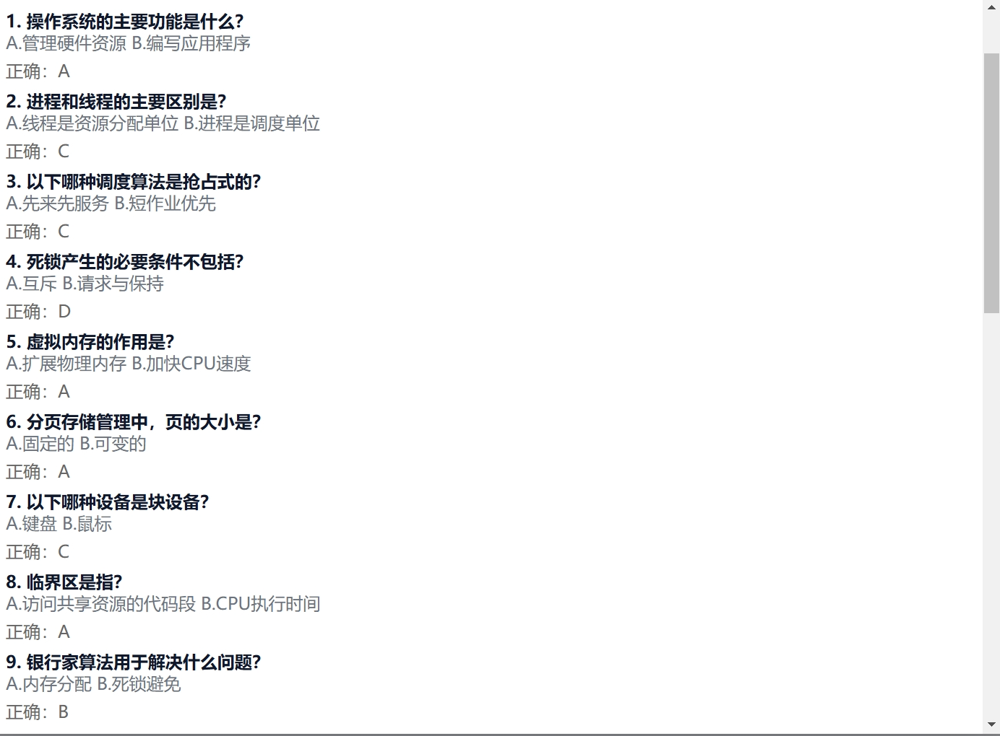 1. 操作系统的主要功能是什么?
A.管理硬件资源 B.编写应用程序
正确：A
2. 进程和线程的主要区别是?
A.线程是资源分配单位 B.进程是调度单位
正确：C
3. 以下哪种调度算法是抢占式的?
A.先来先服务 B.短作业优先
正确：C
4. 死锁产生的必要条件不包括?
A.互斥 B.请求与保持
正确：D
5. 虚拟内存的作用是?
A.扩展物理内存 B.加快CPU速度
正确：A
6. 分页存储管理中，页的大小是?
A.固定的 B.可变的
正确：A
7. 以下哪种设备是块设备?
A.键盘 B.鼠标
正确：C
8. 临界区是指?
A.访问共享资源的代码段 B.CPU执行时间
正确：A
9. 银行家算法用于解决什么问题?
A.内存分配 B.死锁避免
正确：B